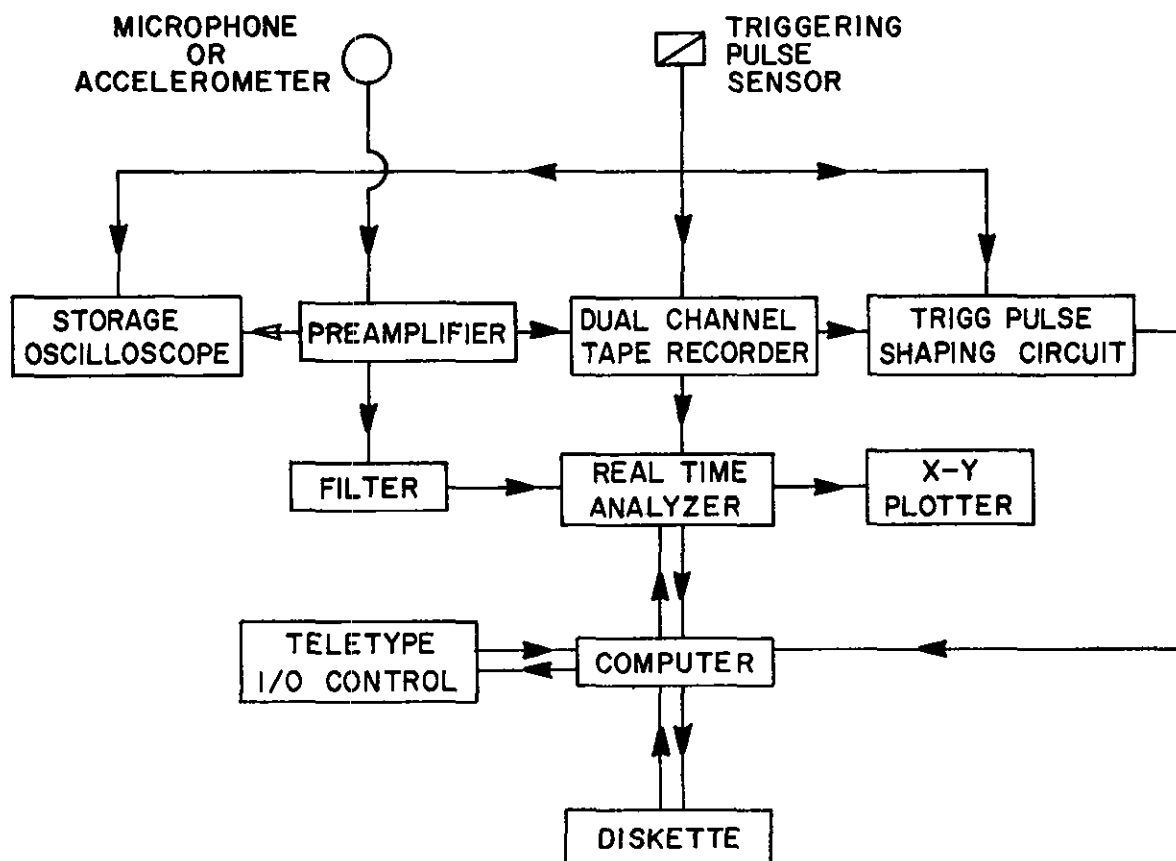 MICROPHONE
OR
ACCELEROMETER
TRIGGERING
PULSE
SENSOR
STORAGE
OSCILLOSCOPE
PREAMPLIFIER
DUAL CHANNEL
TAPE RECORDER
TRIGG PULSE
SHAPING CIRCUIT
FILTER
REAL TIME
ANALYZER
X-Y
PLOTTER
TELETYPE
I/O CONTROL
COMPUTER
DISKETTE